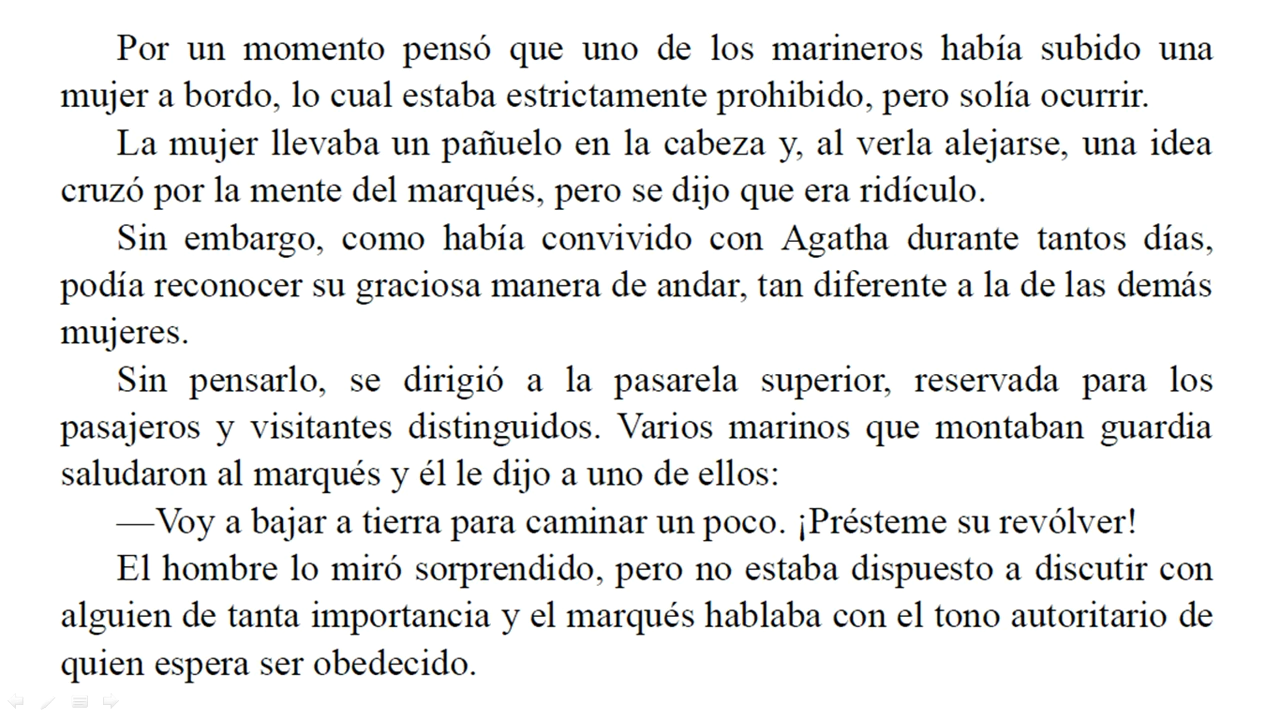 Por un momento pensó que uno de los marineros había subido una
mujer a bordo, lo cual estaba estrictamente prohibido, pero solía ocurrir.
La mujer llevaba un pañuelo en la cabeza y, al verla alejarse, una idea
cruzó por la mente del marqués, pero se dijo que era ridículo.
Sin embargo, como había convivido con Agatha durante tantos días,
podía reconocer su graciosa manera de andar, tan diferente a la de las demás
mujeres.
Sin pensarlo, se dirigió a la pasarela superior, reservada para los
pasajeros y visitantes distinguidos. Varios marinos que montaban guardia
saludaron al marqués y él le dijo a uno de ellos:
—Voy a bajar a tierra para caminar un poco. ¡Présteme su revólver!
El hombre lo miró sorprendido, pero no estaba dispuesto a discutir con
alguien de tanta importancia y el marqués hablaba con el tono autoritario de
quien espera ser obedecido.